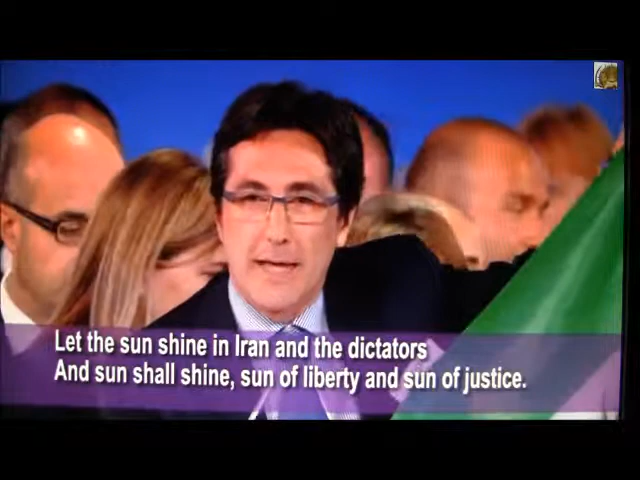 Let the sun shine in Iran and the dictators
And sun shall shine, sun of liberty and sun of justice.